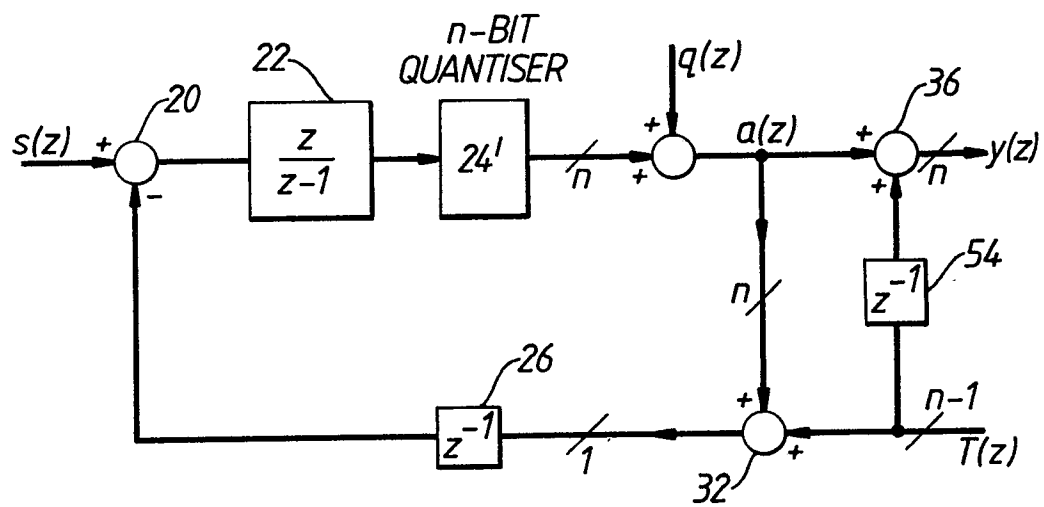 n-BIT
QUANTISER
22
20
s(z)
+
-
z
z-1
24'
n
q(z)
+
+
a(z)
36
+
+
n
y(z)
54
z⁻¹
n
26
z⁻¹
1
+
+
32
n-1
T(z)